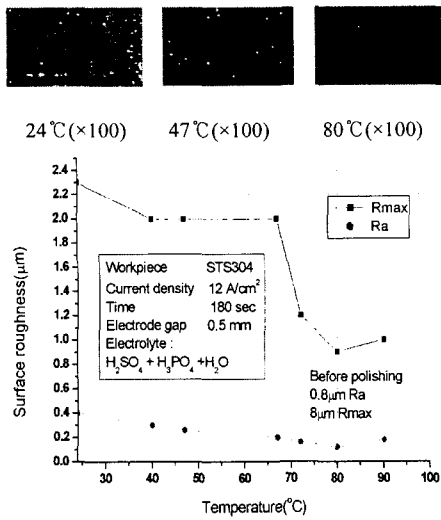 24℃(×100) 47℃(×100) 80℃(×100)
2.4
2.2
2.0
1.8
1.6
1.4
1.2
1.0
0.8
0.6
0.4
0.2
0.0
Surface roughness(μm)
Rmax
Ra
Workpiece STS304
Current density 12 A/cm²
Time 180 sec
Electrode gap 0.5 mm
Electrolyte :
H₂SO₄ + H₃PO₄ +H₂O
Before polishing
0.8μm Ra
8μm Rmax
30 40 50 60 70 80 90 100
Temperature(°C)